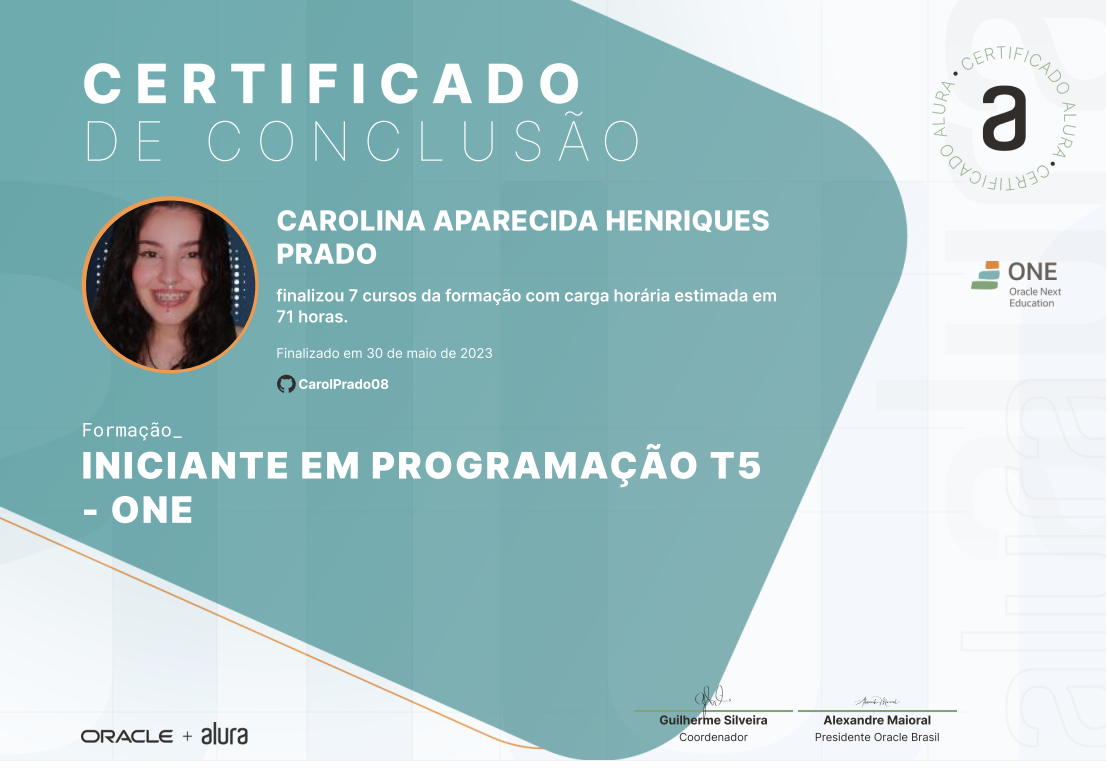 CERTIFICADO
DE CONCLUSÃO
CERTIFICADO ALURA • CERTIFICADO ALURA •
a
CAROLINA APARECIDA HENRIQUES
PRADO
finalizou 7 cursos da formação com carga horária estimada em
71 horas.
Finalizado em 30 de maio de 2023
CarolPrado08
ONE
Oracle Next
Education
Formação_
INICIANTE EM PROGRAMAÇÃO T5
- ONE
alura
ORACLE + alura
Guilherme Silveira
Coordenador
Alexandre Maioral
Presidente Oracle Brasil